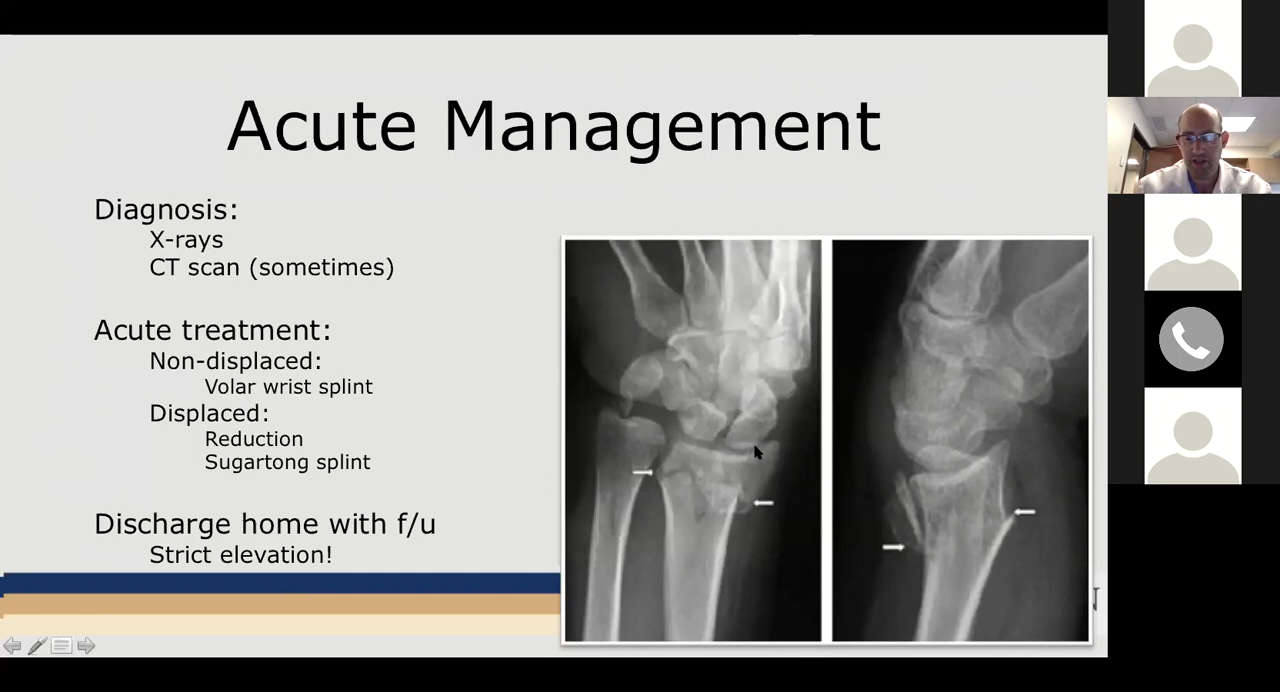 Acute Management
Diagnosis:
X-rays
CT scan (sometimes)
Acute treatment:
Non-displaced:
Volar wrist splint
Displaced:
Reduction
Sugartong splint
Discharge home with f/u
Strict elevation!
N